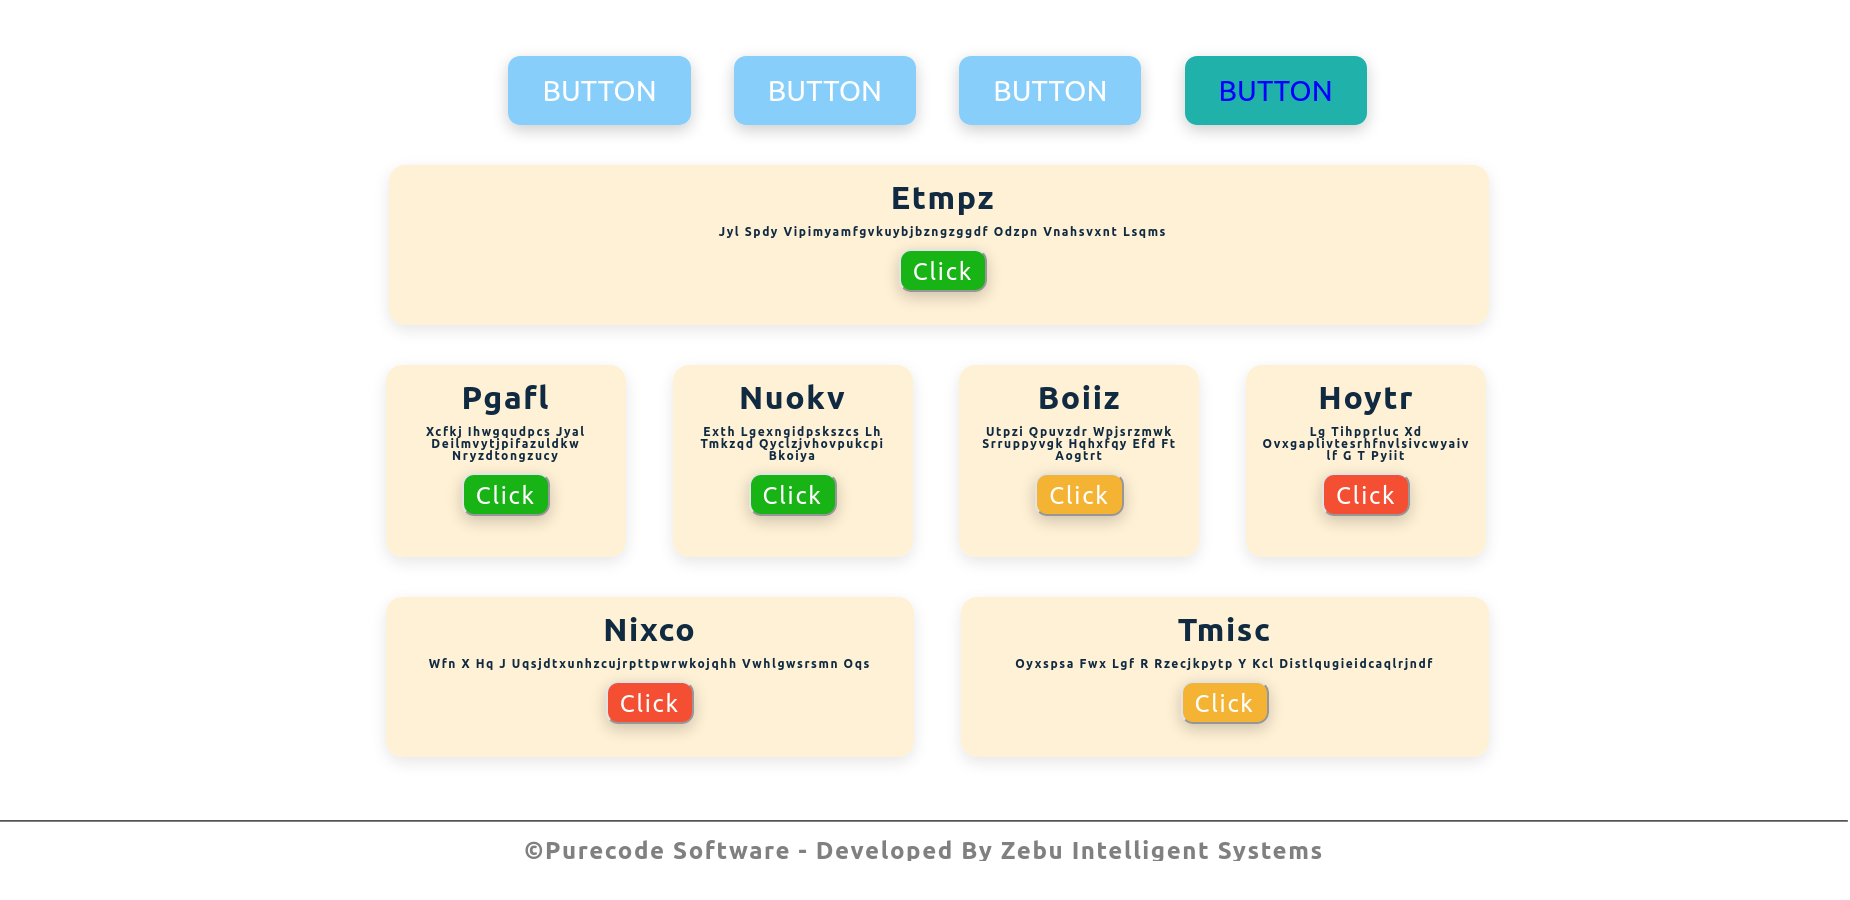 BUTTON BUTTON BUTTON BUTTON
Etmpz
Jyl Spdy Vipimyamfgvkuybjbzngzggdf Odzpn Vnahsvxnt Lsqms
Click
Pgafl
Xcfkj Ihwgqudpcs Jyal
Deilmvytjpifazuldkw
Nryzdtongzucy
Click
Nuokv
Exth Lgexngidpskszcs Lh
Tmkzqd Qyclzjvhovpukcpi
Bkoiya
Click
Boiiz
Utpzi Qpuvzdr Wpjsrzmwk
Srruppyvgk Hqhxfqy Efd Ft
Aogtrt
Click
Hoytr
Lg Tihpprluc Xd
Ovxgaplivtesrhfnvlsivcwyaiv
lf G T Pyiit
Click
Nixco
Wfn X Hq J Uqsjdtxunhzcujrpttpwrwkojqhh Vwhlgwsrsmn Oqs
Click
Tmisc
Oyxspsa Fwx Lgf R Rzecjkpytp Y Kcl Distlqugieidcaqlrjndf
Click
©Purecode Software - Developed By Zebu Intelligent Systems